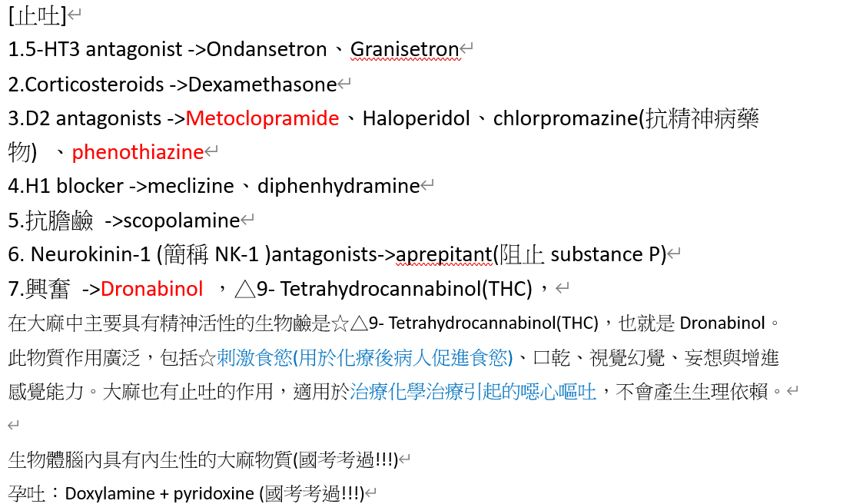 [止吐]
1.5-HT3 antagonist ->Ondansetron、Granisetron
2.Corticosteroids ->Dexamethasone
3.D2 antagonists ->Metoclopramide、Haloperidol、chlorpromazine(抗精神病藥
物) 、phenothiazine
4.H1 blocker ->meclizine、diphenhydramine
5.抗膽鹼 ->scopolamine
6. Neurokinin-1 (簡稱 NK-1 )antagonists->aprepitant(阻止 substance P)
7.興奮 ->Dronabinol ，△9- Tetrahydrocannabinol(THC)，
在大麻中主要具有精神活性的生物鹼是☆△9- Tetrahydrocannabinol(THC)，也就是 Dronabinol。
此物質作用廣泛，包括☆刺激食慾(用於化療後病人促進食慾)、口乾、視覺幻覺、妄想與增進
感覺能力。大麻也有止吐的作用，適用於治療化學治療引起的噁心嘔吐，不會產生生理依賴。
生物體腦內具有內生性的大麻物質(國考考過!!!)
孕吐：Doxylamine + pyridoxine (國考考過!!!)